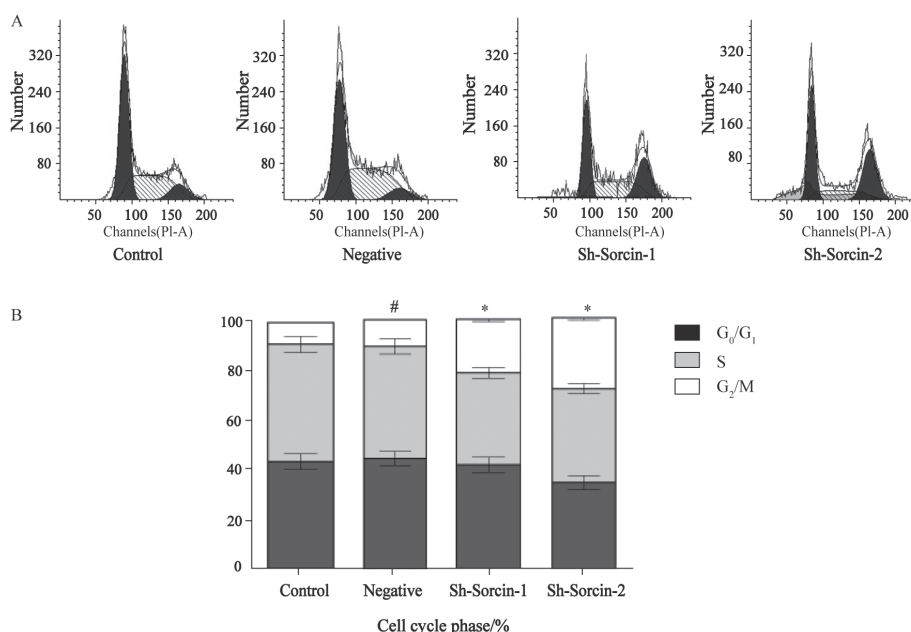 A
Number
320
240
160
80
50 100 150 200
Channels(PI-A)
Control
Number
320
240
160
80
50 100 150 200
Channels(PI-A)
Negative
Number
320
240
160
80
50 100 150 200
Channels(PI-A)
Sh-Sorcin-1
Number
320
240
160
80
50 100 150 200
Channels(PI-A)
Sh-Sorcin-2
B
# * *
100
80
60
40
20
0
Control Negative Sh-Sorcin-1 Sh-Sorcin-2
Cell cycle phase/%
G₀/G₁
S
G₂/M